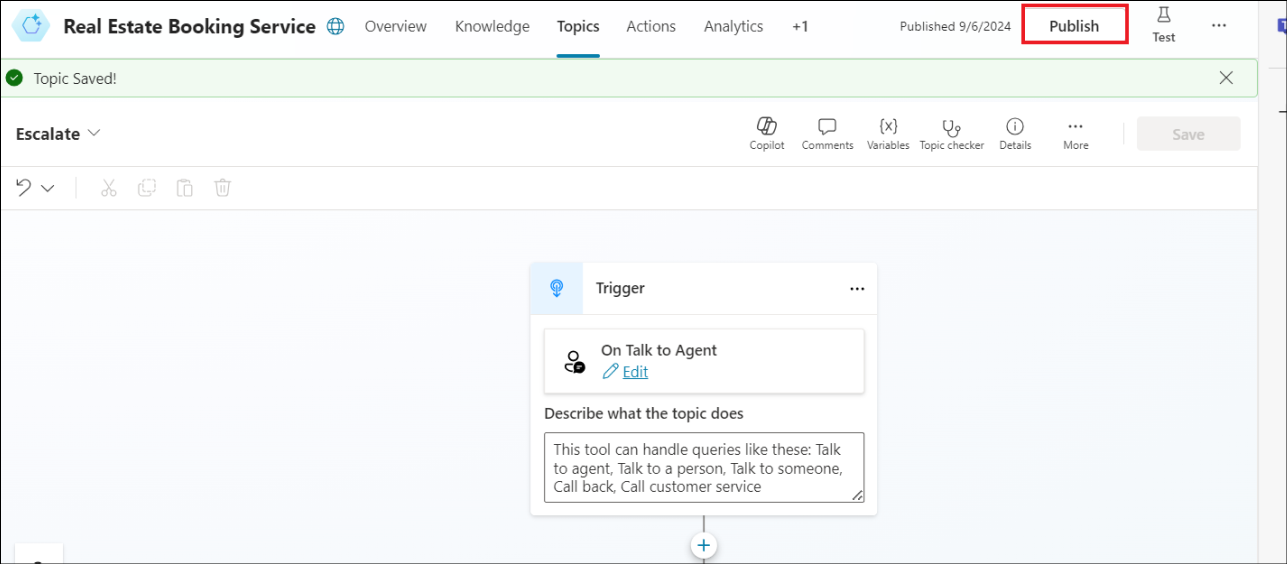 Real Estate Booking Service Overview Knowledge Topics Actions Analytics +1 Published 9/6/2024 Publish Test
Topic Saved!
Escalate Copilot Comments {x} Variables Topic checker Details More Save
Trigger
On Talk to Agent
Edit
Describe what the topic does
This tool can handle queries like these: Talk
to agent, Talk to a person, Talk to someone,
Call back, Call customer service